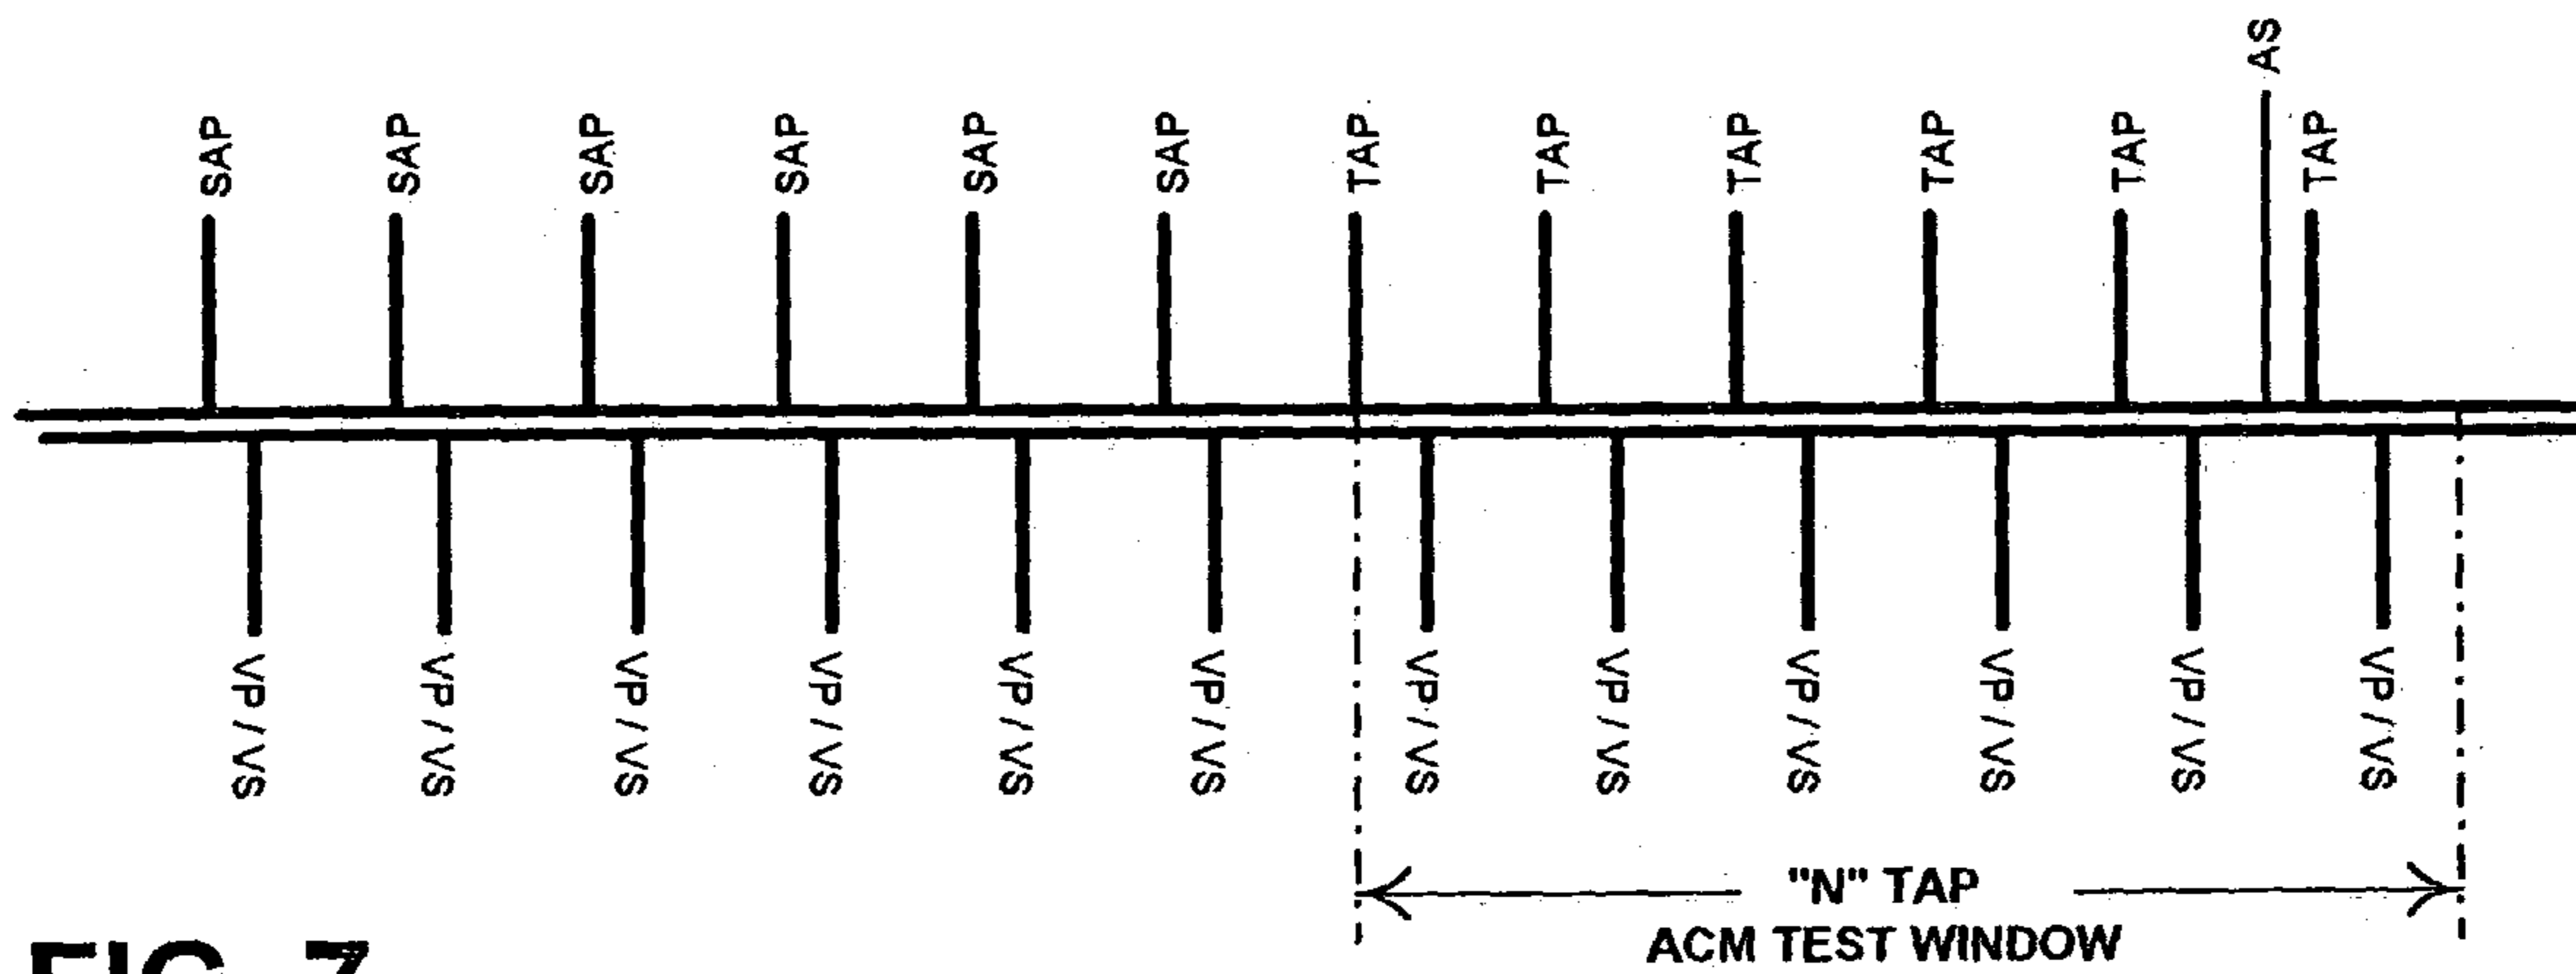 AS
SAP SAP SAP SAP SAP SAP TAP TAP TAP TAP TAP TAP
VP / VS VP / VS VP / VS VP / VS VP / VS VP / VS VP / VS VP / VS VP / VS VP / VS VP / VS VP / VS
"N" TAP
ACM TEST WINDOW
FIG. 7